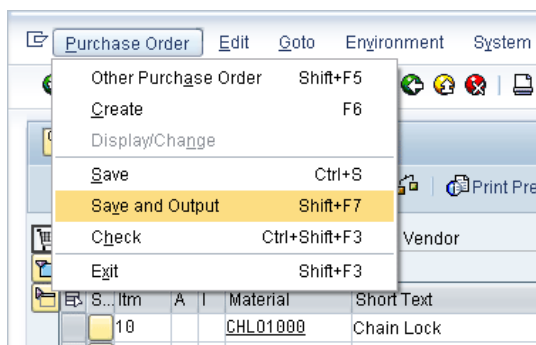 Purchase Order Edit Goto Environment System
Other Purchase Order Shift+F5
Create F6
Display/Change
Save Ctrl+S
Save and Output Shift+F7
Print Pre
Check Ctrl+Shift+F3
Vendor
Exit Shift+F3
S... Itm A I Material Short Text
10 CHLO1000 Chain Lock